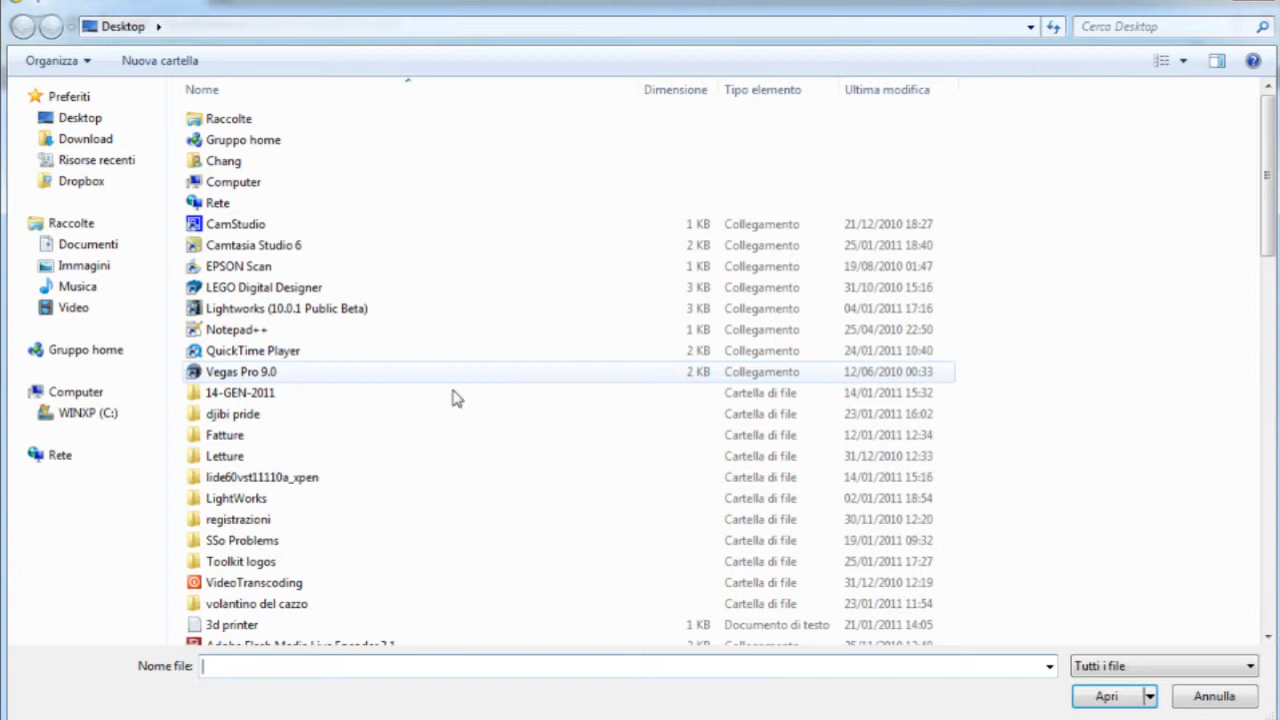 Desktop
Cerca Desktop
Organizza
Nuova cartella
Nome Dimensione Tipo elemento Ultima modifica
Preferiti
Desktop
Download
Risorse recenti
Dropbox
Raccolte
Documenti
Immagini
Musica
Video
Gruppo home
Computer
WINXP (C:)
Rete
Raccolte
Gruppo home
Chang
Computer
Rete
CamStudio 1 KB Collegamento 21/12/2010 18:27
Camtasia Studio 6 2 KB Collegamento 25/01/2011 18:40
EPSON Scan 1 KB Collegamento 19/08/2010 01:47
LEGO Digital Designer 3 KB Collegamento 31/10/2010 15:16
Lightworks (10.0.1 Public Beta) 3 KB Collegamento 04/01/2011 17:16
Notepad++ 1 KB Collegamento 25/04/2010 22:50
QuickTime Player 2 KB Collegamento 24/01/2011 10:40
Vegas Pro 9.0 2 KB Collegamento 12/06/2010 00:33
14-GEN-2011 Cartella di file 14/01/2011 15:32
djibi pride Cartella di file 23/01/2011 16:02
Fatture Cartella di file 12/01/2011 12:34
Letture Cartella di file 31/12/2010 12:33
lide60vst11110a_xpen Cartella di file 14/01/2011 15:16
LightWorks Cartella di file 02/01/2011 18:54
registrazioni Cartella di file 30/11/2010 12:20
SSo Problems Cartella di file 19/01/2011 09:32
Toolkit logos Cartella di file 25/01/2011 17:27
VideoTranscoding Cartella di file 31/12/2010 12:19
volantino del cazzo Cartella di file 23/01/2011 11:54
3d printer 1 KB Documento di testo 21/01/2011 14:05
Adobe Flash Media Live Encoder 3.1
Nome file:
Tutti i file
Apri
Annulla